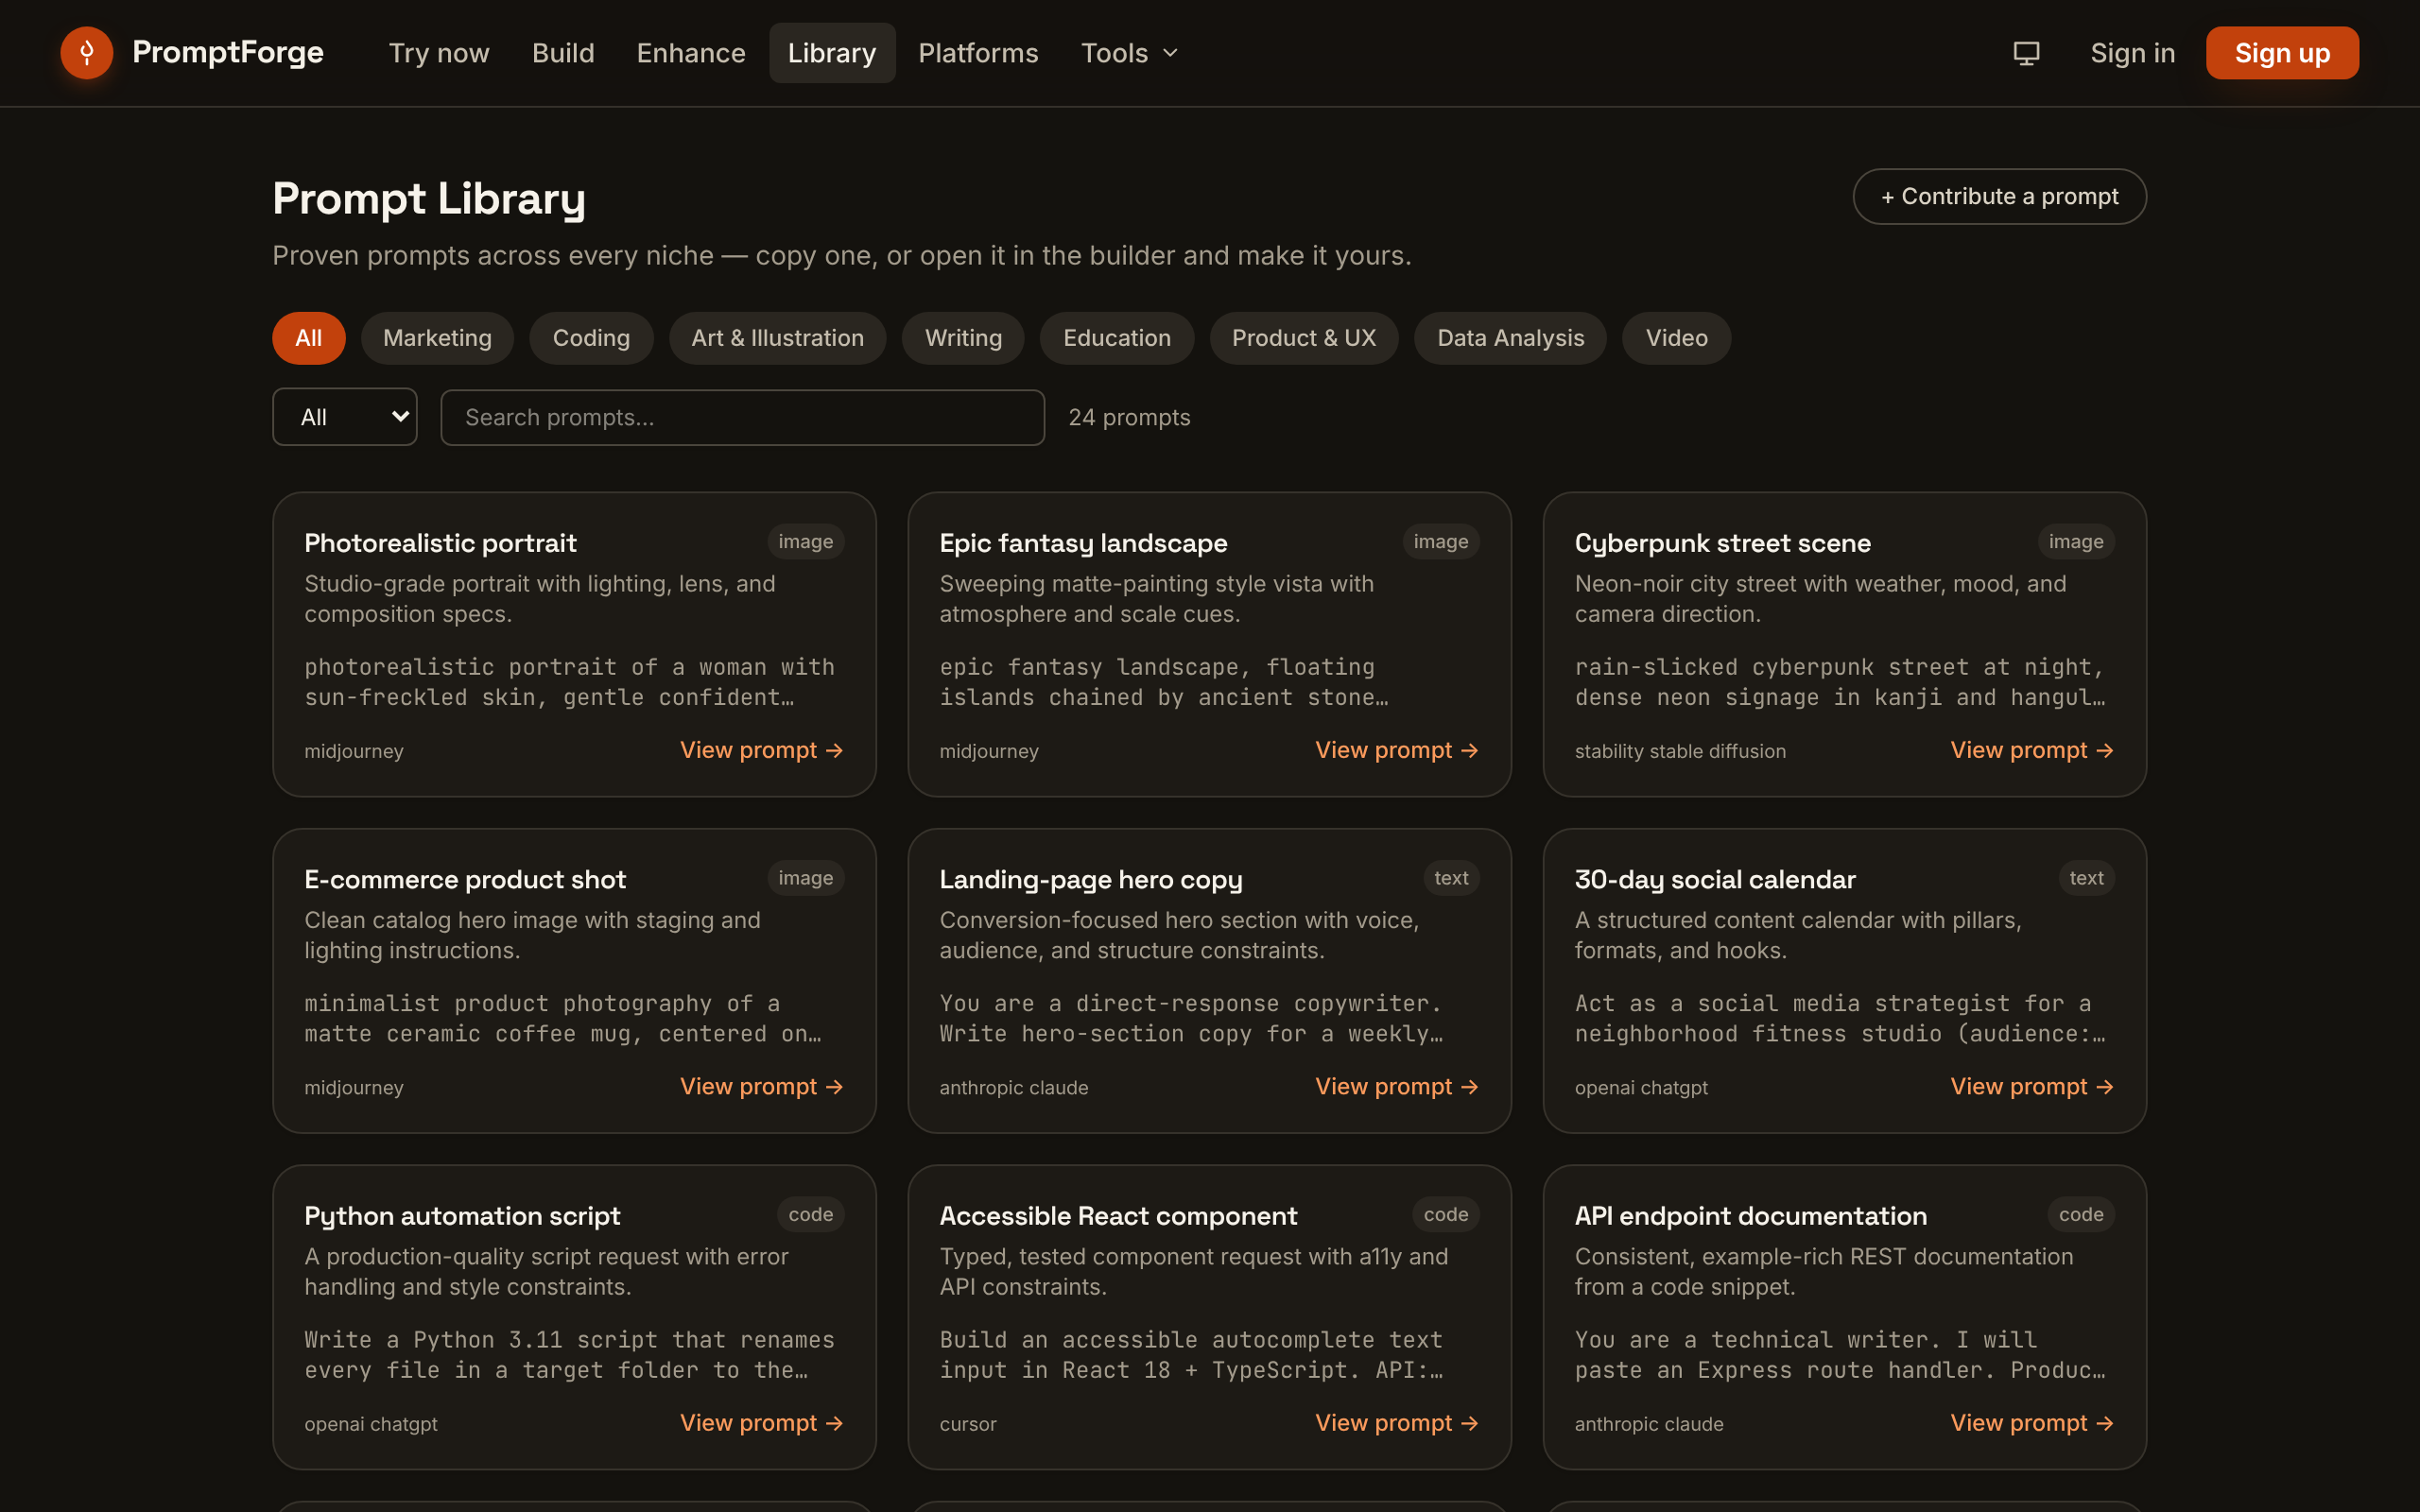 PromptForge
Try now
Build
Enhance
Library
Platforms
Tools
Sign in
Sign up
Prompt Library
+ Contribute a prompt
Proven prompts across every niche — copy one, or open it in the builder and make it yours.
All
Marketing
Coding
Art & Illustration
Writing
Education
Product & UX
Data Analysis
Video
All
Search prompts...
24 prompts
Photorealistic portrait
image
Studio-grade portrait with lighting, lens, and
composition specs.
photorealistic portrait of a woman with
sun-freckled skin, gentle confident…
midjourney
View prompt →
Epic fantasy landscape
image
Sweeping matte-painting style vista with
atmosphere and scale cues.
epic fantasy landscape, floating
islands chained by ancient stone…
midjourney
View prompt →
Cyberpunk street scene
image
Neon-noir city street with weather, mood, and
camera direction.
rain-slicked cyberpunk street at night,
dense neon signage in kanji and hangul…
stability stable diffusion
View prompt →
E-commerce product shot
image
Clean catalog hero image with staging and
lighting instructions.
minimalist product photography of a
matte ceramic coffee mug, centered on…
midjourney
View prompt →
Landing-page hero copy
text
Conversion-focused hero section with voice,
audience, and structure constraints.
You are a direct-response copywriter.
Write hero-section copy for a weekly…
anthropic claude
View prompt →
30-day social calendar
text
A structured content calendar with pillars,
formats, and hooks.
Act as a social media strategist for a
neighborhood fitness studio (audience:…
openai chatgpt
View prompt →
Python automation script
code
A production-quality script request with error
handling and style constraints.
Write a Python 3.11 script that renames
every file in a target folder to the…
openai chatgpt
View prompt →
Accessible React component
code
Typed, tested component request with a11y and
API constraints.
Build an accessible autocomplete text
input in React 18 + TypeScript. API:…
cursor
View prompt →
API endpoint documentation
code
Consistent, example-rich REST documentation
from a code snippet.
You are a technical writer. I will
paste an Express route handler. Produc…
anthropic claude
View prompt →